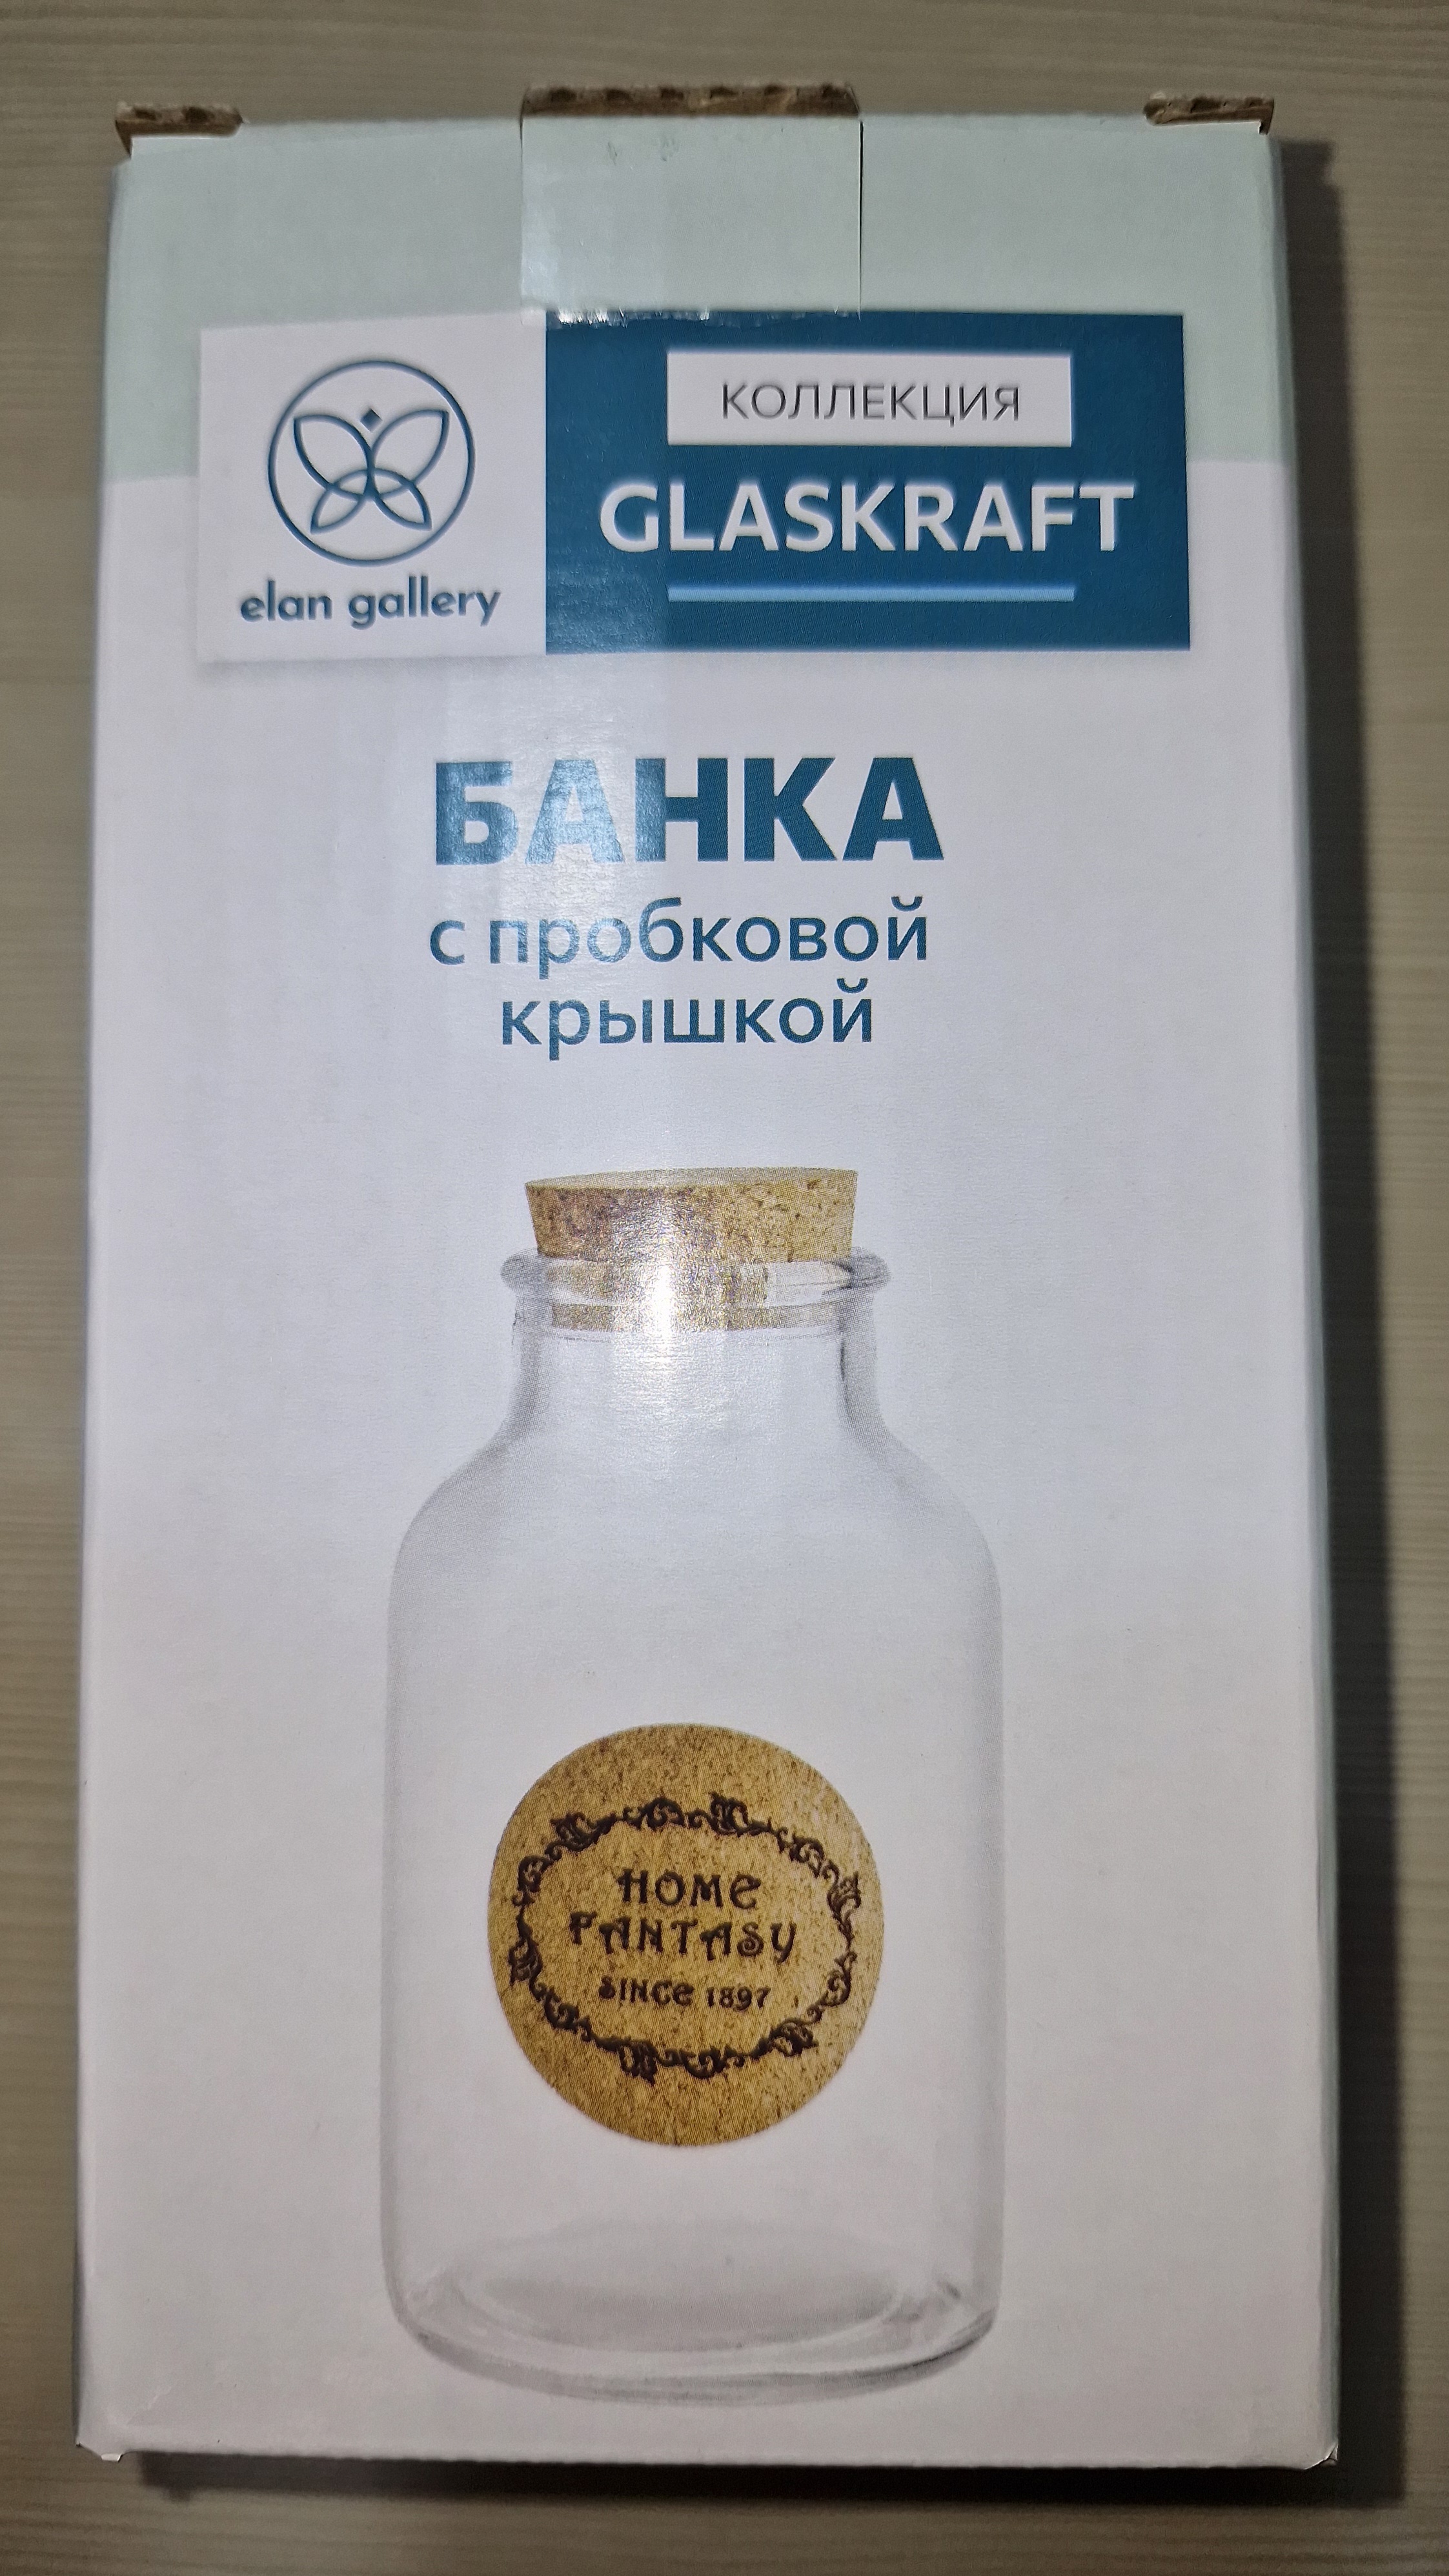 КОЛЛЕКЦИЯ
GLASKRAFT
elan gallery
БАНКА
с пробковой
крышкой
HOME
FANTASY
SINCE 1897